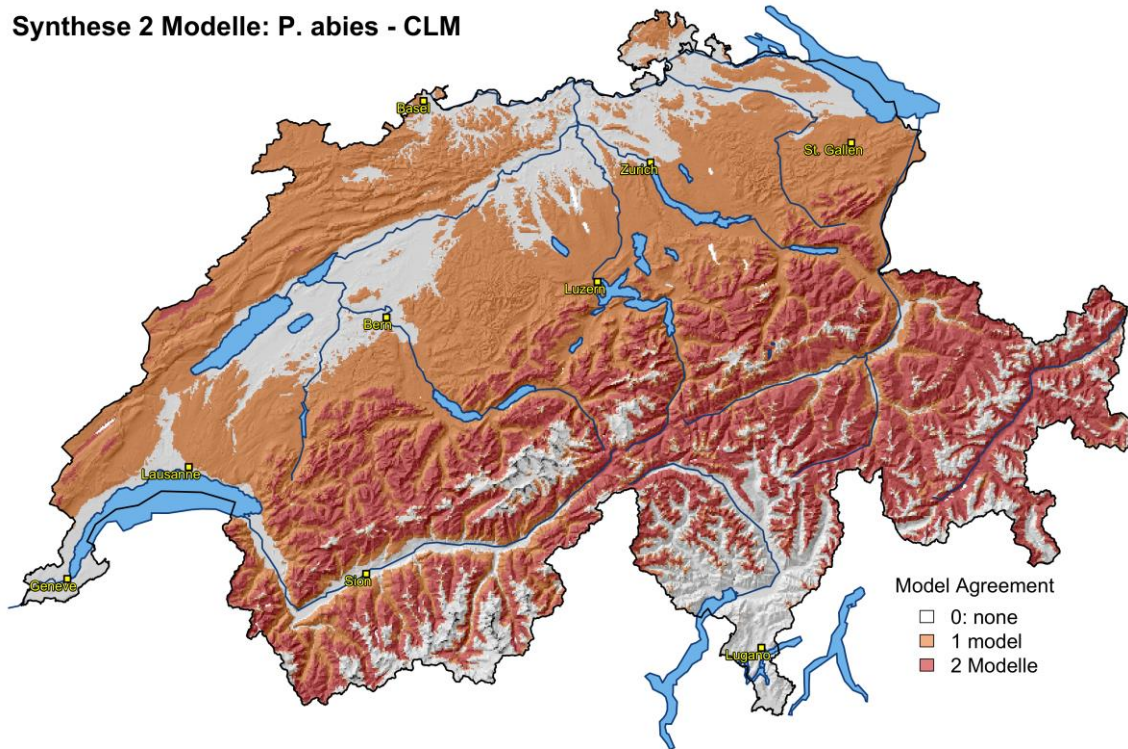 Synthese 2 Modelle: P. abies - CLM
Basel
St. Gallen
Zurich
Luzern
Bern
Lausanne
Geneve
Sion
Lugano
Model Agreement
0: none
1 model
2 Modelle